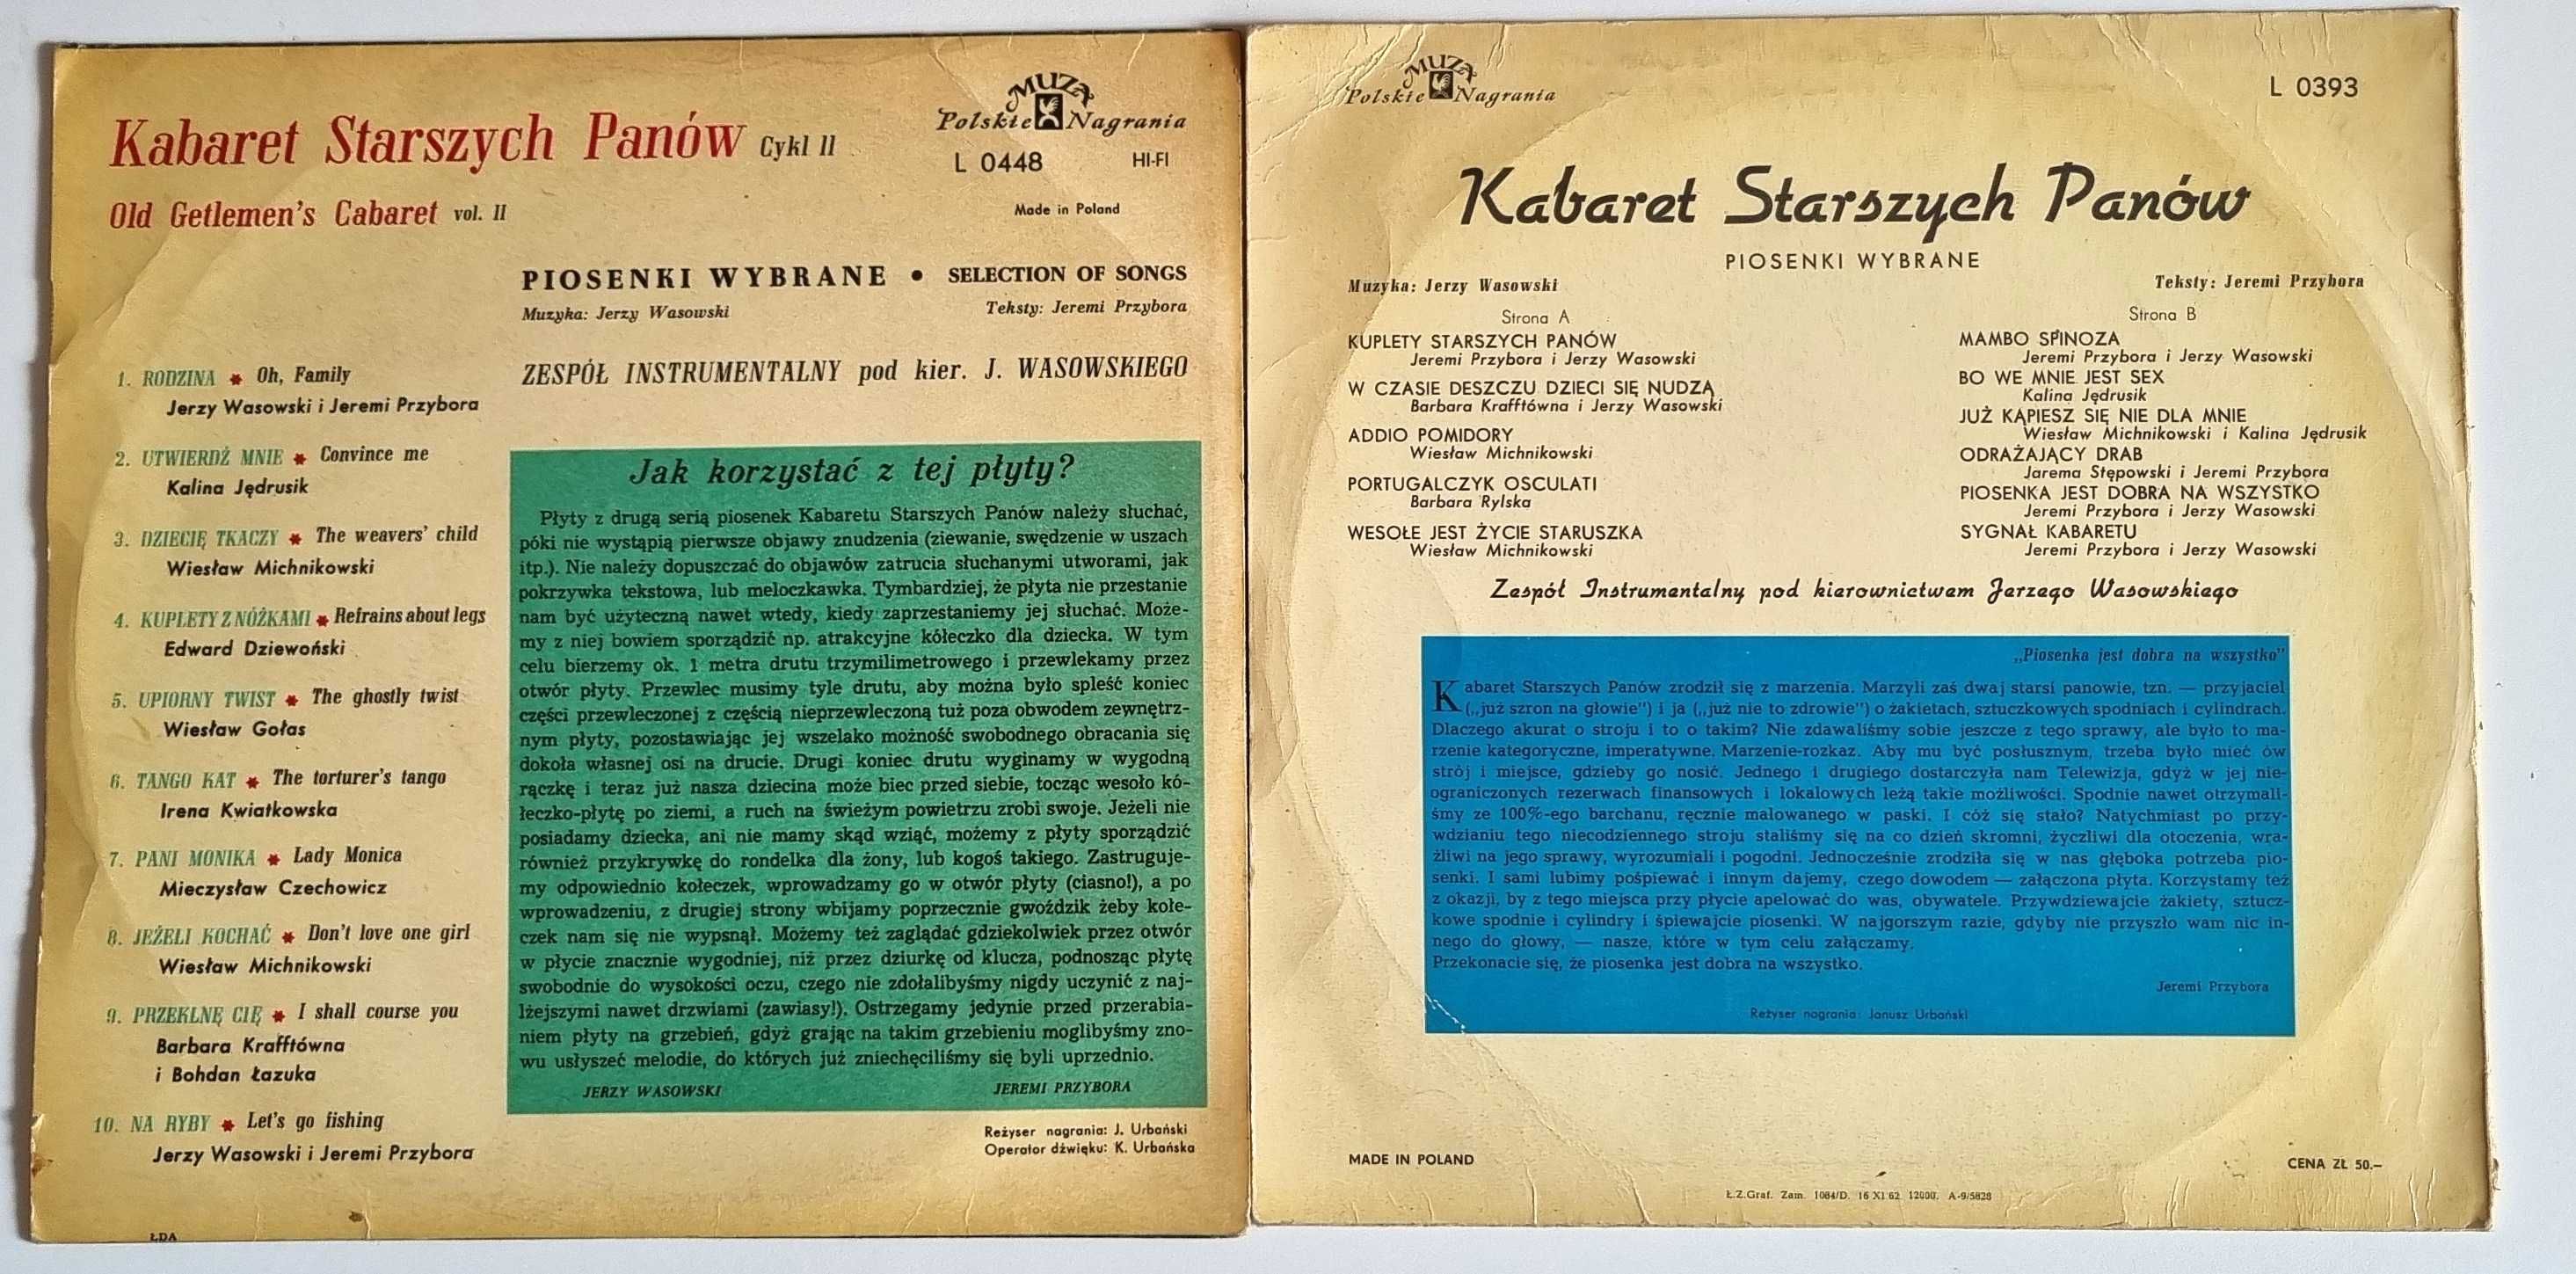 Kabaret Starszych Panów Cykl II
Old Getlemen's Cabaret vol. II
MUZA
Polskie Nagrania
L 0448 HI-FI
Made in Poland
PIOSENKI WYBRANE • SELECTION OF SONGS
Muzyka: Jerzy Wasowski Teksty: Jeremi Przybora
ZESPÓŁ INSTRUMENTALNY pod kier. J. WASOWSKIEGO
1. RODZINA * Oh, Family
Jerzy Wasowski i Jeremi Przybora
2. UTWIERDŹ MNIE * Convince me
Kalina Jędrusik
3. DZIECIĘ TKACZY * The weavers' child
Wiesław Michnikowski
4. KUPLETY Z NÓŻKAMI * Refrains about legs
Edward Dziewoński
5. UPIORNY TWIST * The ghostly twist
Wiesław Gołas
6. TANGO KAT * The torturer's tango
Irena Kwiatkowska
7. PANI MONIKA * Lady Monica
Mieczysław Czechowicz
8. JEŻELI KOCHAĆ * Don't love one girl
Wiesław Michnikowski
9. PRZEKLNĘ CIĘ * I shall course you
Barbara Krafftówna
i Bohdan Łazuka
10. NA RYBY * Let's go fishing
Jerzy Wasowski i Jeremi Przybora
Jak korzystać z tej płyty?
Płyty z drugą serią piosenek Kabaretu Starszych Panów należy słuchać,
póki nie wystąpią pierwsze objawy znudzenia (ziewanie, swędzenie w uszach
itp.). Nie należy dopuszczać do objawów zatrucia słuchanymi utworami, jak
pokrzywka tekstowa, lub meloczkawka. Tymbardziej, że płyta nie przestanie
nam być użyteczną nawet wtedy, kiedy zaprzestaniemy jej słuchać. Może-
my z niej bowiem sporządzić np. atrakcyjne kółeczko dla dziecka. W tym
celu bierzemy ok. 1 metra drutu trzymilimetrowego i przewlekamy przez
otwór płyty. Przewlec musimy tyle drutu, aby można było spleść koniec
części przewleczonej z częścią nieprzewleczoną tuż poza obwodem zewnętrz-
nym płyty, pozostawiając jej wszelako możność swobodnego obracania się
dokoła własnej osi na drucie. Drugi koniec drutu wyginamy w wygodną
rączkę i teraz już nasza dziecina może biec przed siebie, tocząc wesoło kó-
łeczko-płytę po ziemi, a ruch na świeżym powietrzu zrobi swoje. Jeżeli nie
posiadamy dziecka, ani nie mamy skąd wziąć, możemy z płyty sporządzić
również przykrywkę do rondelka dla żony, lub kogoś takiego. Zastruguje-
my odpowiednio kołeczek, wprowadzamy go w otwór płyty (ciasno!), a po
wprowadzeniu, z drugiej strony wbijamy poprzecznie gwoździk żeby kołe-
czek nam się nie wypsnął. Możemy też zaglądać gdziekolwiek przez otwór
w płycie znacznie wygodniej, niż przez dziurkę od klucza, podnosząc płytę
swobodnie do wysokości oczu, czego nie zdołalibyśmy nigdy uczynić z naj-
lżejszymi nawet drzwiami (zawiasy!). Ostrzegamy jedynie przed przerabia-
niem płyty na grzebień, gdyż grając na takim grzebieniu moglibyśmy zno-
wu usłyszeć melodie, do których już zniechęciliśmy się byli uprzednio.
JERZY WASOWSKI JEREMI PRZYBORA
Reżyser nagrania: J. Urbański
Operator dźwięku: K. Urbańska
ŁDA
MUZA
Polskie Nagrania
L 0393
Kabaret Starszych Panów
PIOSENKI WYBRANE
Muzyka: Jerzy Wasowski Teksty: Jeremi Przybora
Strona A
KUPLETY STARSZYCH PANÓW
Jeremi Przybora i Jerzy Wasowski
W CZASIE DESZCZU DZIECI SIĘ NUDZĄ
Barbara Krafftówna i Jerzy Wasowski
ADDIO POMIDORY
Wiesław Michnikowski
PORTUGALCZYK OSCULATI
Barbara Rylska
WESOŁE JEST ŻYCIE STARUSZKA
Wiesław Michnikowski
Strona B
MAMBO SPINOZA
Jeremi Przybora i Jerzy Wasowski
BO WE MNIE JEST SEX
Kalina Jędrusik
JUŻ KĄPIESZ SIĘ NIE DLA MNIE
Wiesław Michnikowski i Kalina Jędrusik
ODRAŻAJĄCY DRAB
Jarema Stępowski i Jeremi Przybora
PIOSENKA JEST DOBRA NA WSZYSTKO
Jeremi Przybora i Jerzy Wasowski
SYGNAŁ KABARETU
Jeremi Przybora i Jerzy Wasowski
Zespół Instrumentalny pod kierownictwem Jerzego Wasowskiego
„Piosenka jest dobra na wszystko"
Kabaret Starszych Panów zrodził się z marzenia. Marzyli zaś dwaj starsi panowie, tzn. — przyjaciel
(„już szron na głowie") i ja („już nie to zdrowie") o żakietach, sztuczkowych spodniach i cylindrach.
Dlaczego akurat o stroju i to o takim? Nie zdawaliśmy sobie jeszcze z tego sprawy, ale było to ma-
rzenie kategoryczne, imperatywne. Marzenie-rozkaz. Aby mu być posłusznym, trzeba było mieć ów
strój i miejsce, gdzieby go nosić. Jednego i drugiego dostarczyła nam Telewizja, gdyż w jej nie-
ograniczonych rezerwach finansowych i lokalowych leżą takie możliwości. Spodnie nawet otrzymali-
śmy ze 100%-ego barchanu, ręcznie malowanego w paski. I cóż się stało? Natychmiast po przy-
wdzianiu tego niecodziennego stroju staliśmy się na co dzień skromni, życzliwi dla otoczenia, wra-
żliwi na jego sprawy, wyrozumiali i pogodni. Jednocześnie zrodziła się w nas głęboka potrzeba pio-
senki. I sami lubimy pośpiewać i innym dajemy, czego dowodem — załączona płyta. Korzystamy też
z okazji, by z tego miejsca przy płycie apelować do was, obywatele. Przywdziewajcie żakiety, sztucz-
kowe spodnie i cylindry i śpiewajcie piosenki. W najgorszym razie, gdyby nie przyszło wam nic in-
nego do głowy, — nasze, które w tym celu załączamy.
Przekonacie się, że piosenka jest dobra na wszystko.
Jeremi Przybora
Reżyser nagrania: Janusz Urbański
MADE IN POLAND CENA ZŁ 50.–
Ł.Z.Graf. Zam. 1084/D. 16 XI 62 12000. A-9/5828